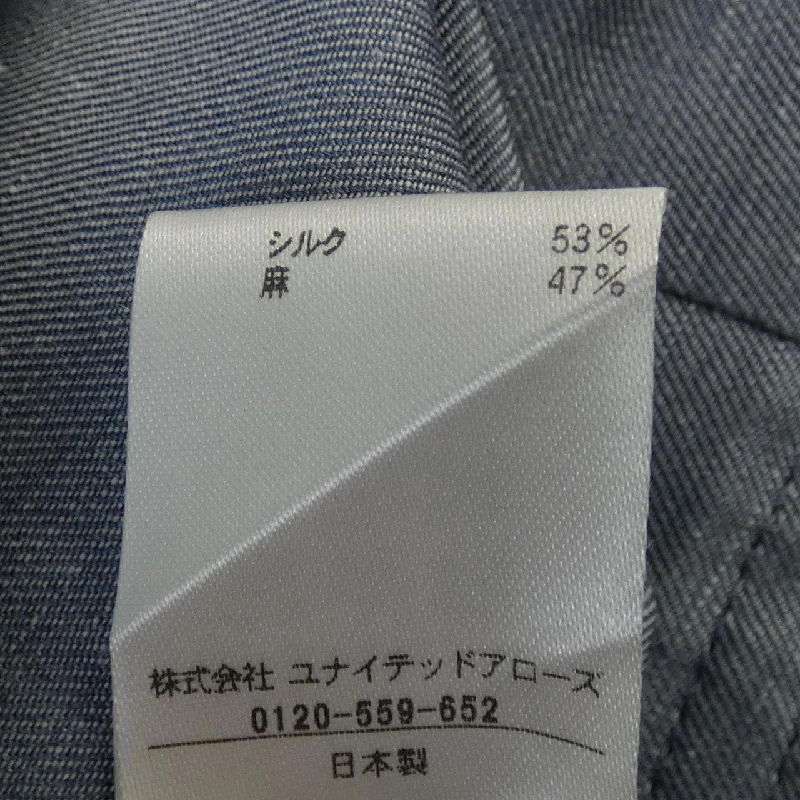 シルク 53%
麻 47%
株式会社 ユナイテッドアローズ
0120-559-652
日本製